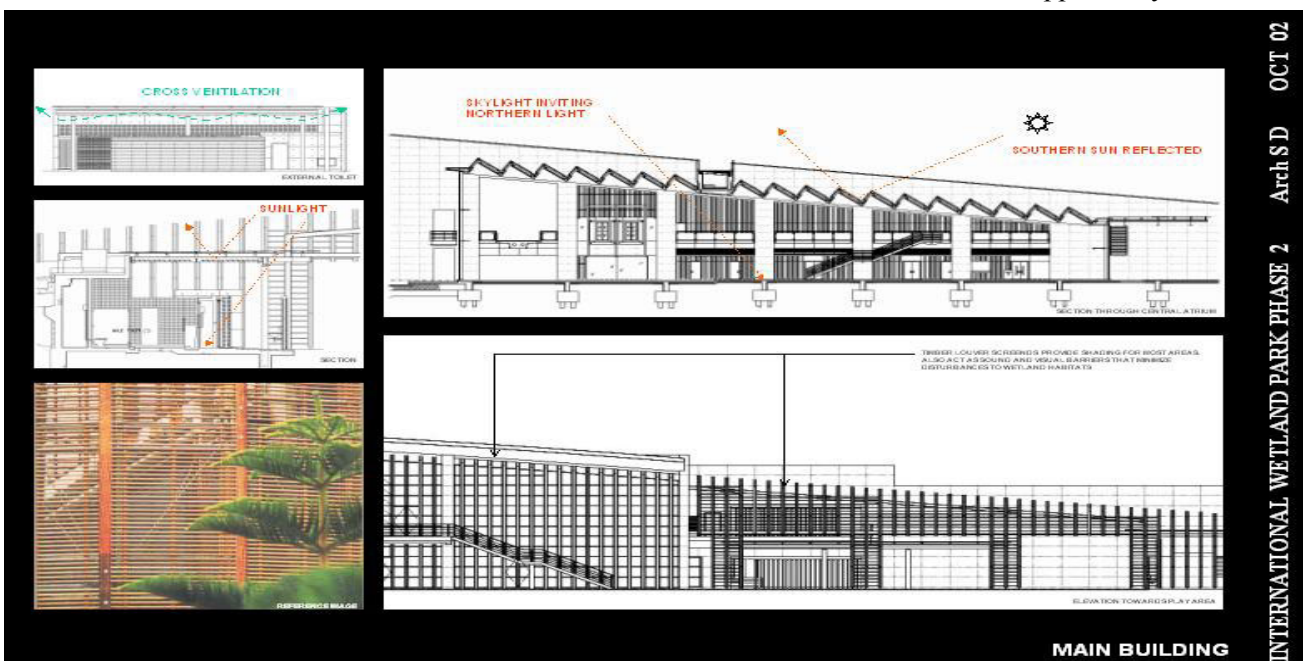 CROSS VENTILATION
EXTERNAL TOILET
SUNLIGHT
SECTION
REFERENCE IMAGE
SKYLIGHT INVITING
NORTHERN LIGHT
SOUTHERN SUN REFLECTED
SECTION THROUGH CENTRAL ATRIUM
TIMBER LOUVER SCREENS PROVIDE SHADING FOR MOST AREAS.
ALSO ACT AS SOUND AND VISUAL BARRIERS THAT MINIMIZE
DISTURBANCES TO WETLAND HABITATS
ELEVATION TOWARDS PLAY AREA
MAIN BUILDING
INTERNATIONAL WETLAND PARK PHASE 2 Arch S D OCT 02